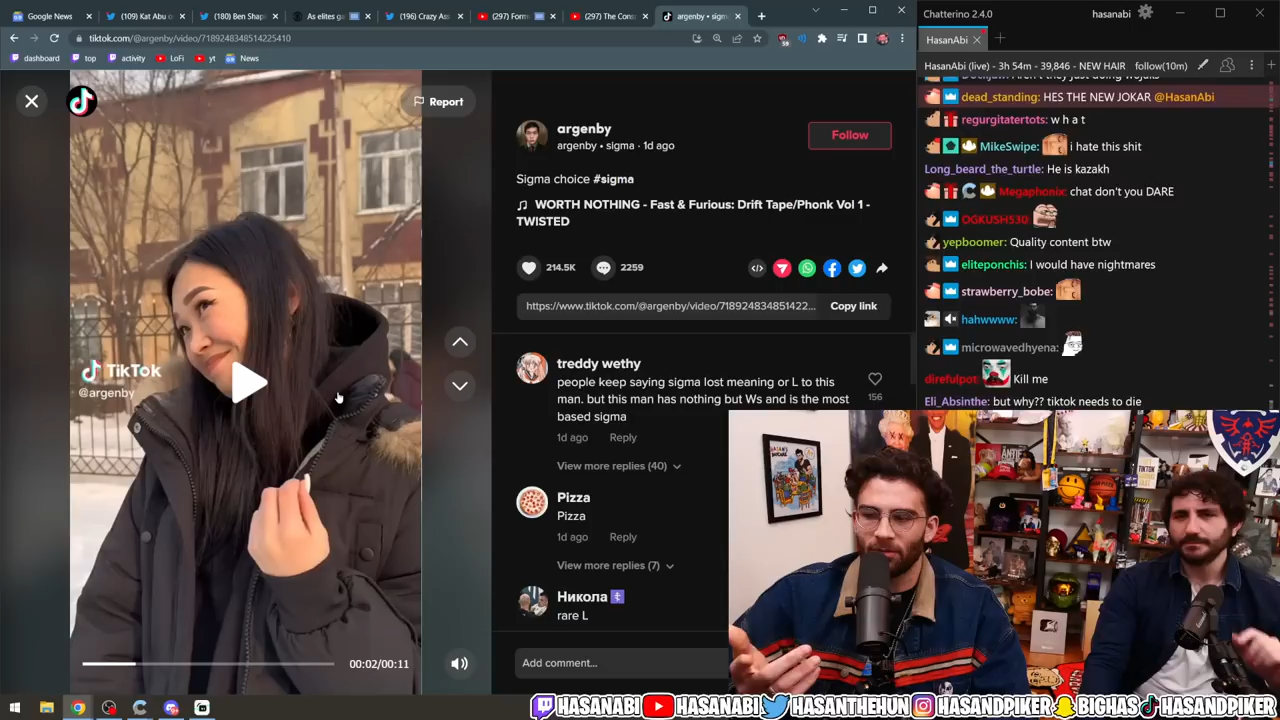 Google News
(109) Kat Abu o
(180) Ben Shap
As elites ga
(196) Crazy Ass
(297) Form
(297) The Cons
argenby • sigm
tiktok.com/@argenby/video/7189248348514225410
dashboard
top
activity
LoFi
yt
News
Report
TikTok
@argenby
00:02/00:11
argenby
argenby • sigma · 1d ago
Follow
Sigma choice #sigma
WORTH NOTHING - Fast & Furious: Drift Tape/Phonk Vol 1 -
TWISTED
214.5K
2259
https://www.tiktok.com/@argenby/video/718924834851422...
Copy link
treddy wethy
people keep saying sigma lost meaning or L to this
man. but this man has nothing but Ws and is the most
based sigma
156
1d ago Reply
View more replies (40)
Pizza
Pizza
1d ago Reply
View more replies (7)
Никола
rare L
Add comment...
Chatterino 2.4.0
hasanabi
HasanAbi
HasanAbi (live) - 3h 54m - 39,846 - NEW HAIR follow(10m)
dead_standing: HES THE NEW JOKAR @HasanAbi
regurgitatertots: w h a t
MikeSwipe: i hate this shit
Long_beard_the_turtle: He is kazakh
Megaphonix: chat don't you DARE
OGKUSH530
yepboomer: Quality content btw
eliteponchis: I would have nightmares
strawberry_bobe:
hahwwww:
microwavedhyena:
direfulpot: Kill me
Eli_Absinthe: but why?? tiktok needs to die
HASANABI HASANABI HASANTHEHUN HASANDPIKER BIGHAS HASANDPIKER